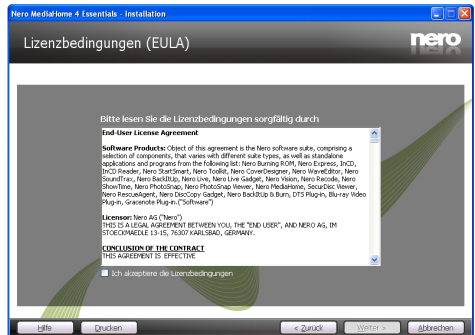 Nero MediaHome 4 Essentials - Installation
Lizenzbedingungen (EULA)
nero
Bitte lesen Sie die Lizenzbedingungen sorgfältig durch
End-User License Agreement
Software Products: Object of this agreement is the Nero software suite, comprising a
selection of components, that varies with different suite types, as well as standalone
applications and programs from the following list: Nero Burning ROM, Nero Express, InCD,
InCD Reader, Nero StartSmart, Nero Toolkit, Nero CoverDesigner, Nero WaveEditor, Nero
SoundTrax, Nero BackItUp, Nero Live, Nero Live Gadget, Nero Vision, Nero Recode, Nero
ShowTime, Nero PhotoSnap, Nero PhotoSnap Viewer, Nero MediaHome, SecurDisc Viewer,
Nero RescueAgent, Nero DiscCopy Gadget, Nero BackItUp & Burn, DTS Plug-in, Blu-ray Video
Plug-in, Gracenote Plug-in.("Software")
Licensor: Nero AG ("Nero")
THIS IS A LEGAL AGREEMENT BETWEEN YOU, THE "END USER", AND NERO AG, IM
STOECKMAEDLE 13-15, 76307 KARLSBAD, GERMANY.
CONCLUSION OF THE CONTRACT
THIS AGREEMENT IS EFFECTIVE
Ich akzeptiere die Lizenzbedingungen
Hilfe
Drucken
< Zurück
Weiter >
Abbrechen